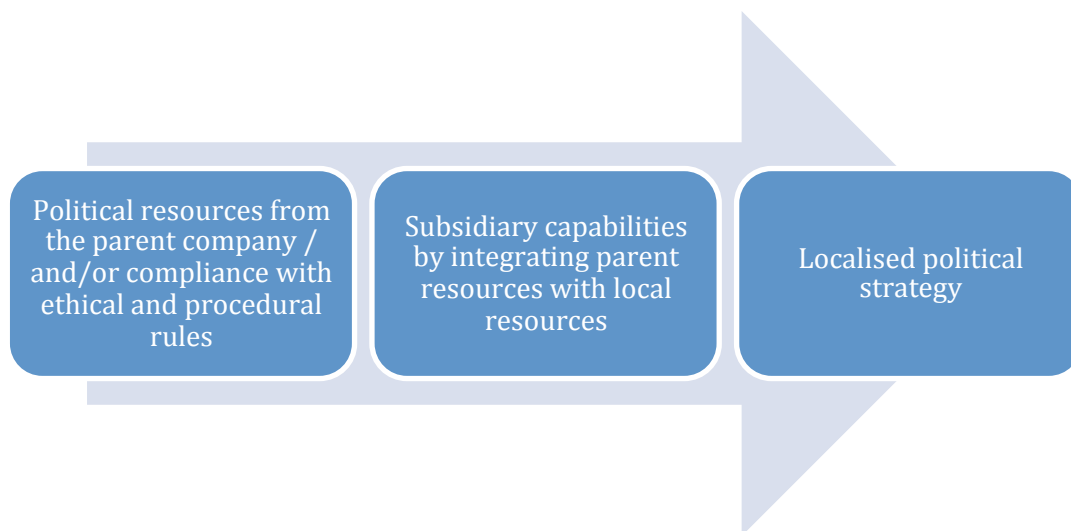 Political resources from
the parent company /
and/or compliance with
ethical and procedural
rules
Subsidiary capabilities
by integrating parent
resources with local
resources
Localised political
strategy